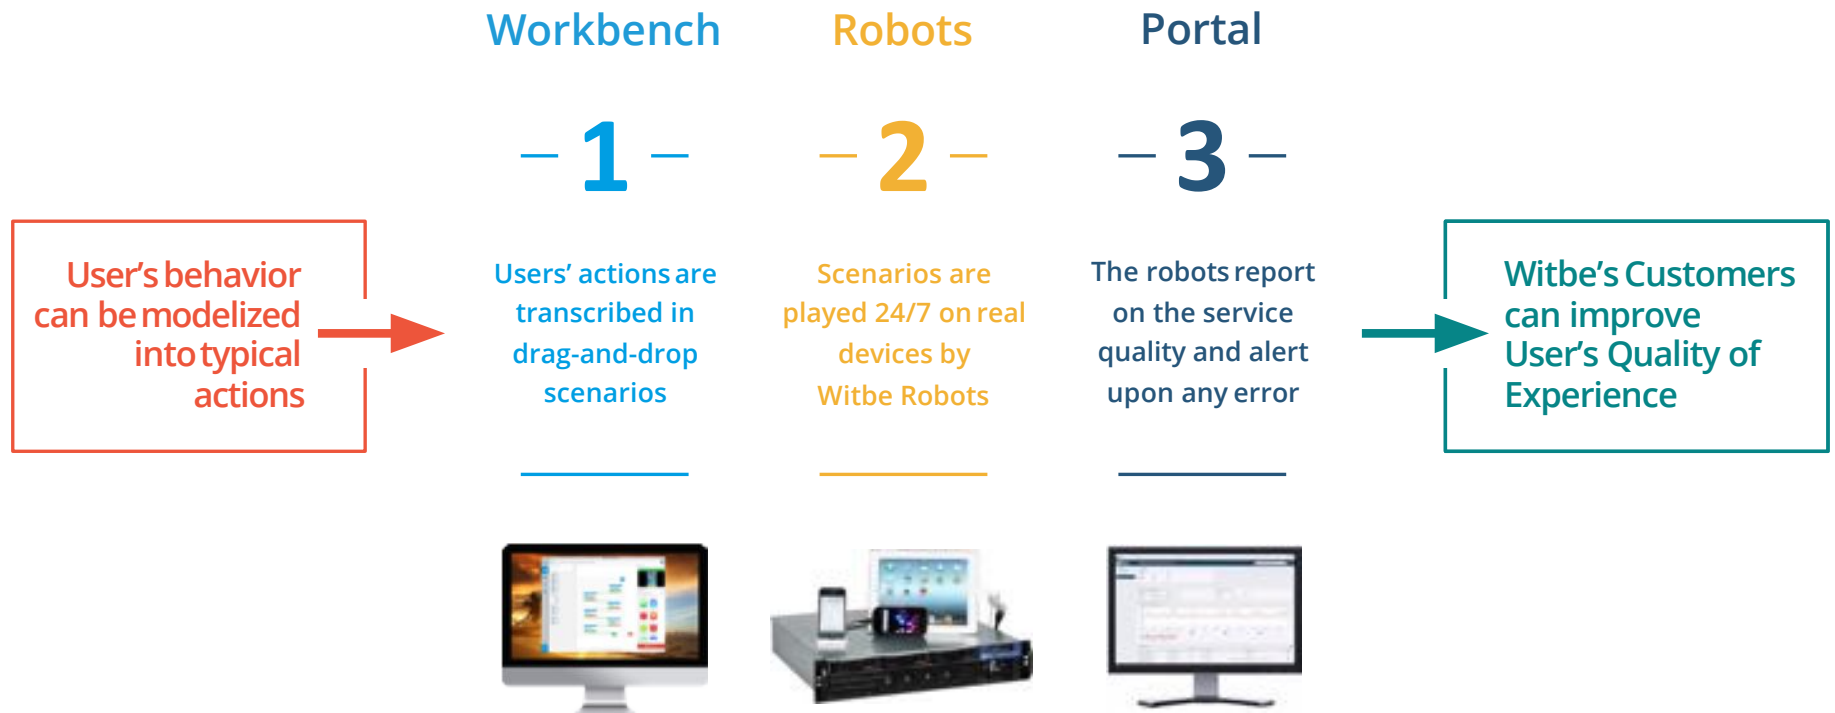 Workbench
Robots
Portal
1
2
3
User's behavior
can be modelized
into typical
actions
Users' actions are
transcribed in
drag-and-drop
scenarios
Scenarios are
played 24/7 on real
devices by
Witbe Robots
The robots report
on the service
quality and alert
upon any error
Witbe's Customers
can improve
User's Quality of
Experience